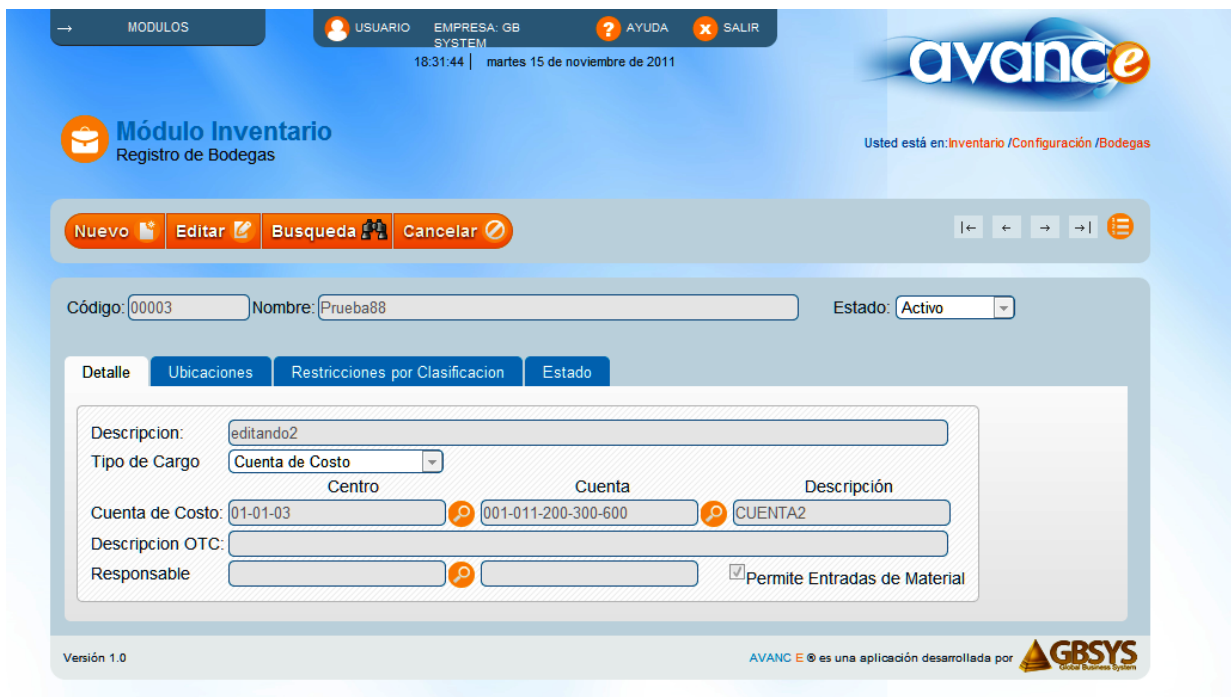 → MODULOS
USUARIO EMPRESA: GB SYSTEM ? AYUDA x SALIR
18:31:44 | martes 15 de noviembre de 2011
avance
Módulo Inventario
Registro de Bodegas
Usted está en:Inventario /Configuración /Bodegas
Nuevo Editar Busqueda Cancelar
|← ← → →|
Código: 00003 Nombre: Prueba88 Estado: Activo
Detalle Ubicaciones Restricciones por Clasificacion Estado
Descripcion: editando2
Tipo de Cargo Cuenta de Costo
Centro Cuenta Descripción
Cuenta de Costo: 01-01-03 001-011-200-300-600 CUENTA2
Descripcion OTC:
Responsable Permite Entradas de Material
Versión 1.0
AVANC E ® es una aplicación desarrollada por GBSYS
Global Business System